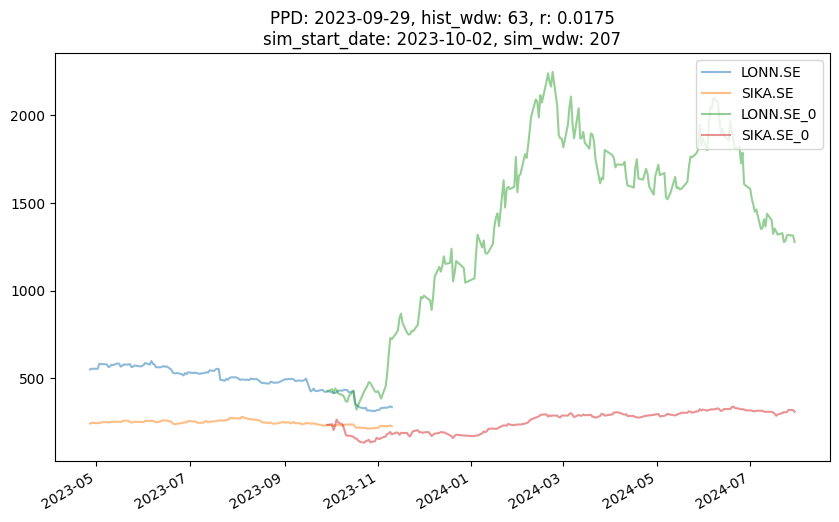 PPD: 2023-09-29, hist_wdw: 63, r: 0.0175
sim_start_date: 2023-10-02, sim_wdw: 207
LONN.SE
SIKA.SE
LONN.SE_0
SIKA.SE_0
2000
1500
1000
500
2023-05
2023-07
2023-09
2023-11
2024-01
2024-03
2024-05
2024-07